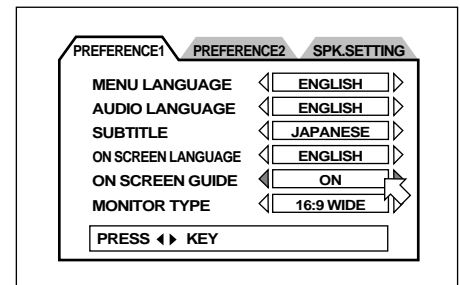 PREFERENCE1 PREFERENCE2 SPK.SETTING
MENU LANGUAGE ENGLISH
AUDIO LANGUAGE ENGLISH
SUBTITLE JAPANESE
ON SCREEN LANGUAGE ENGLISH
ON SCREEN GUIDE ON
MONITOR TYPE 16:9 WIDE
PRESS KEY